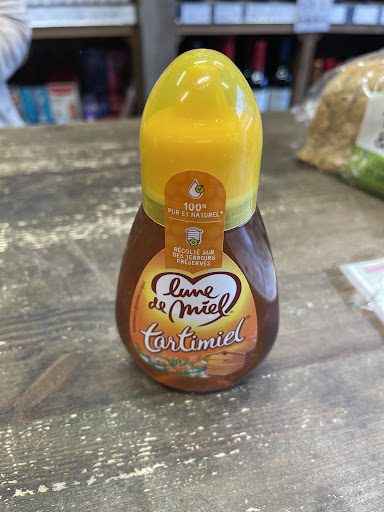 100%
PUR ET NATUREL*
RÉCOLTÉ SUR
DES TERROIRS
PRÉSERVÉS
lune
de miel
tartimiel